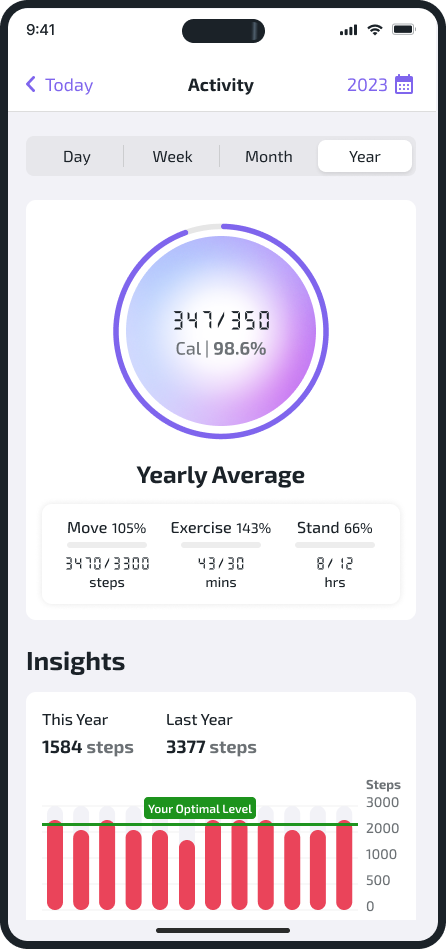 9:41
Today Activity 2023
Day Week Month Year
347/350
Cal | 98.6%
Yearly Average
Move 105% Exercise 143% Stand 66%
3470/3300 43/30 8/12
steps mins hrs
Insights
This Year Last Year
1584 steps 3377 steps
Steps
3000
Your Optimal Level
2000
1000
500
0